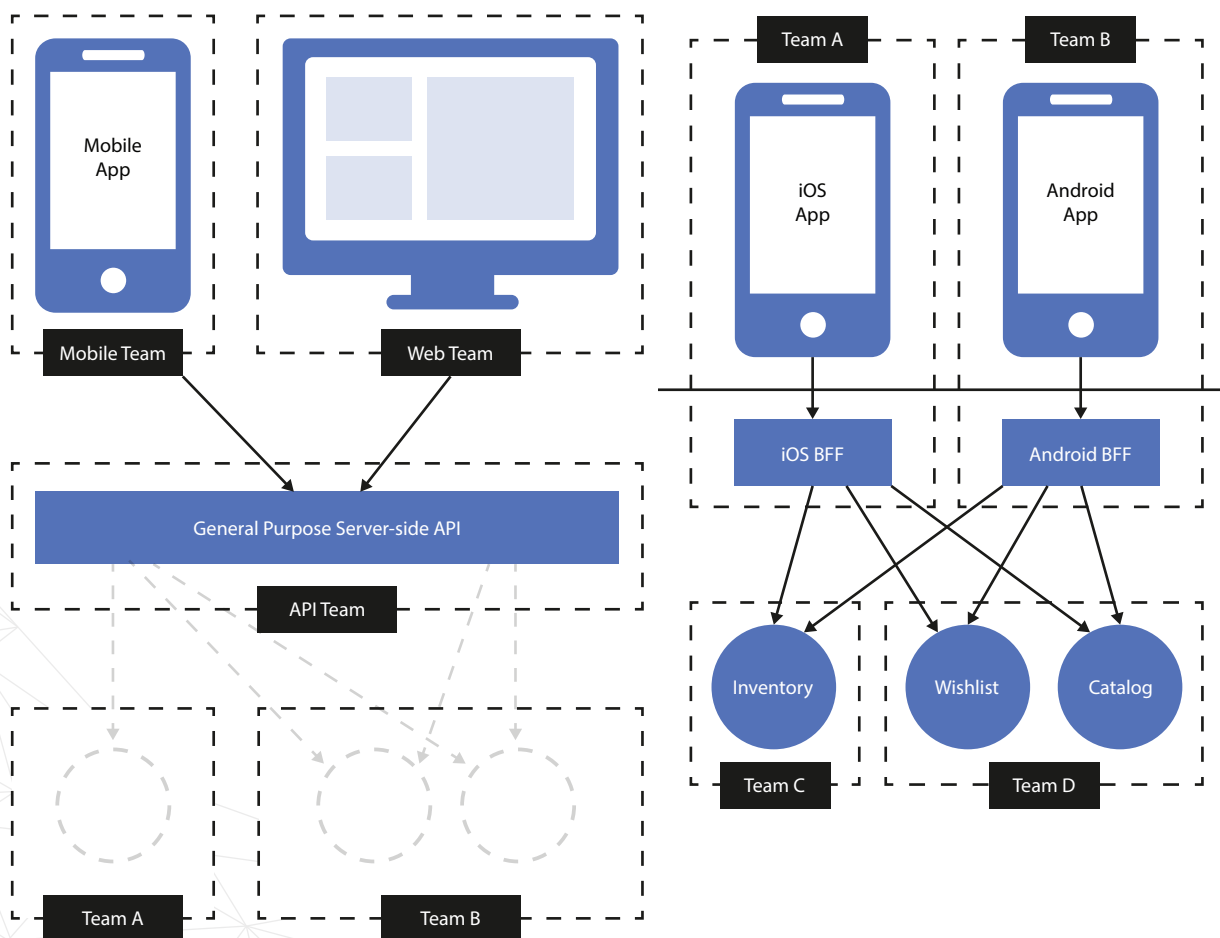 Mobile
App
Mobile Team
Web Team
General Purpose Server-side API
API Team
Team A
Team B
Team A
Team B
iOS
App
Android
App
iOS BFF
Android BFF
Inventory
Wishlist
Catalog
Team C
Team D